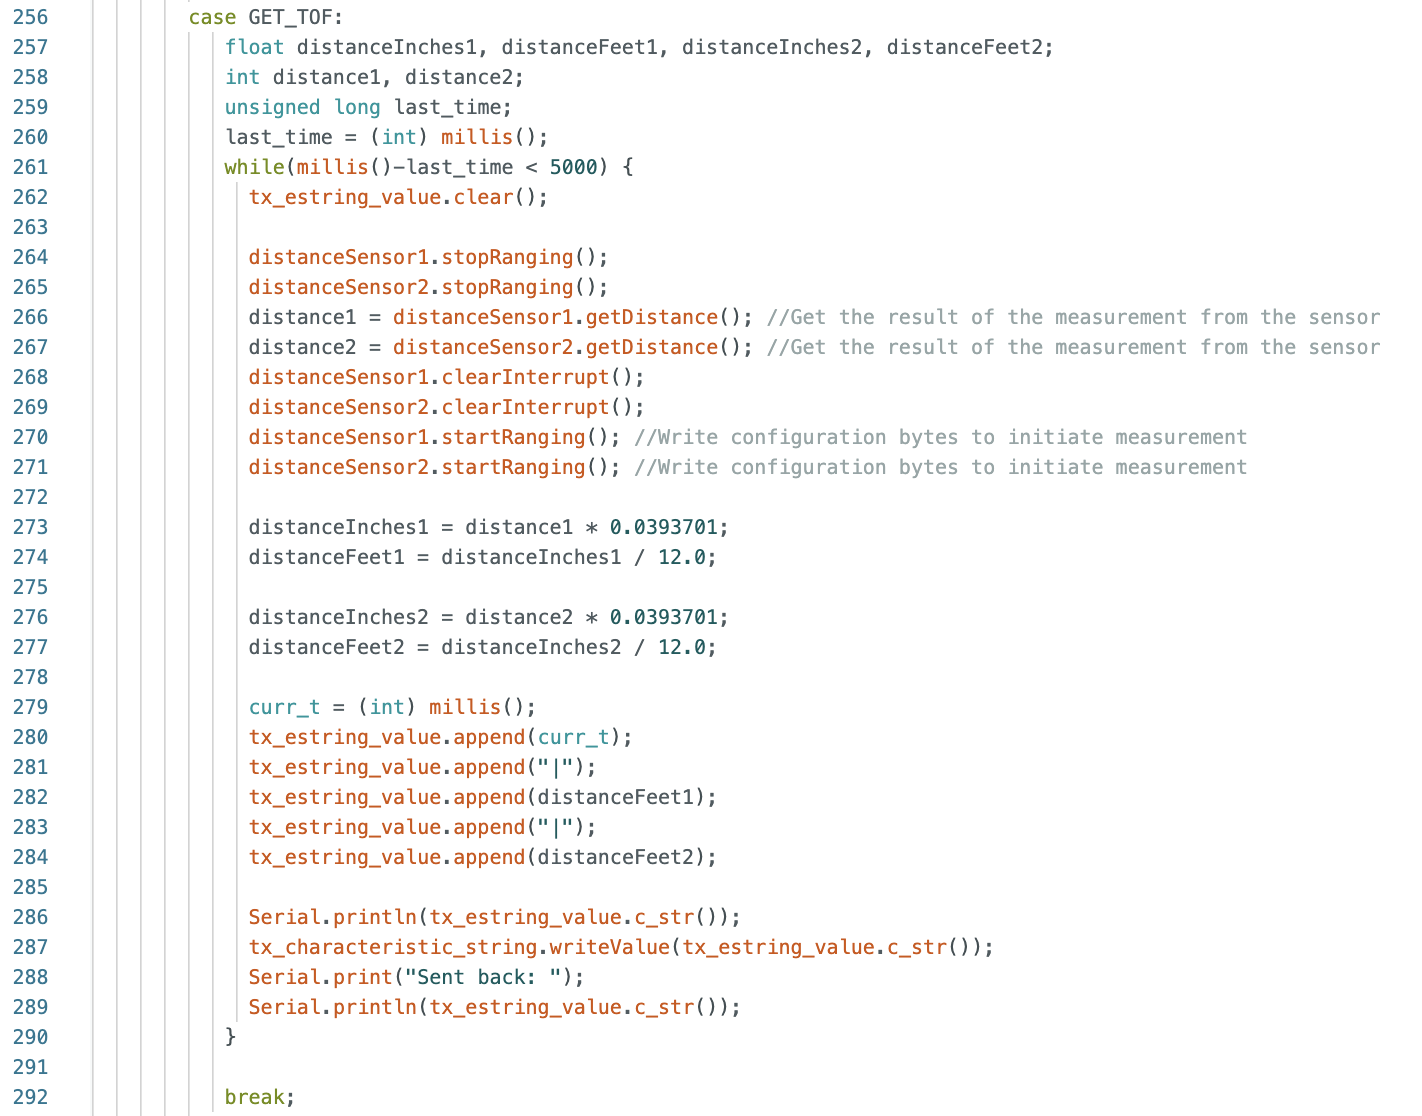 256 case GET_TOF:
257 float distanceInches1, distanceFeet1, distanceInches2, distanceFeet2;
258 int distance1, distance2;
259 unsigned long last_time;
260 last_time = (int) millis();
261 while(millis()-last_time < 5000) {
262 tx_estring_value.clear();
263
264 distanceSensor1.stopRanging();
265 distanceSensor2.stopRanging();
266 distance1 = distanceSensor1.getDistance(); //Get the result of the measurement from the sensor
267 distance2 = distanceSensor2.getDistance(); //Get the result of the measurement from the sensor
268 distanceSensor1.clearInterrupt();
269 distanceSensor2.clearInterrupt();
270 distanceSensor1.startRanging(); //Write configuration bytes to initiate measurement
271 distanceSensor2.startRanging(); //Write configuration bytes to initiate measurement
272
273 distanceInches1 = distance1 * 0.0393701;
274 distanceFeet1 = distanceInches1 / 12.0;
275
276 distanceInches2 = distance2 * 0.0393701;
277 distanceFeet2 = distanceInches2 / 12.0;
278
279 curr_t = (int) millis();
280 tx_estring_value.append(curr_t);
281 tx_estring_value.append("|");
282 tx_estring_value.append(distanceFeet1);
283 tx_estring_value.append("|");
284 tx_estring_value.append(distanceFeet2);
285
286 Serial.println(tx_estring_value.c_str());
287 tx_characteristic_string.writeValue(tx_estring_value.c_str());
288 Serial.print("Sent back: ");
289 Serial.println(tx_estring_value.c_str());
290 }
291
292 break;